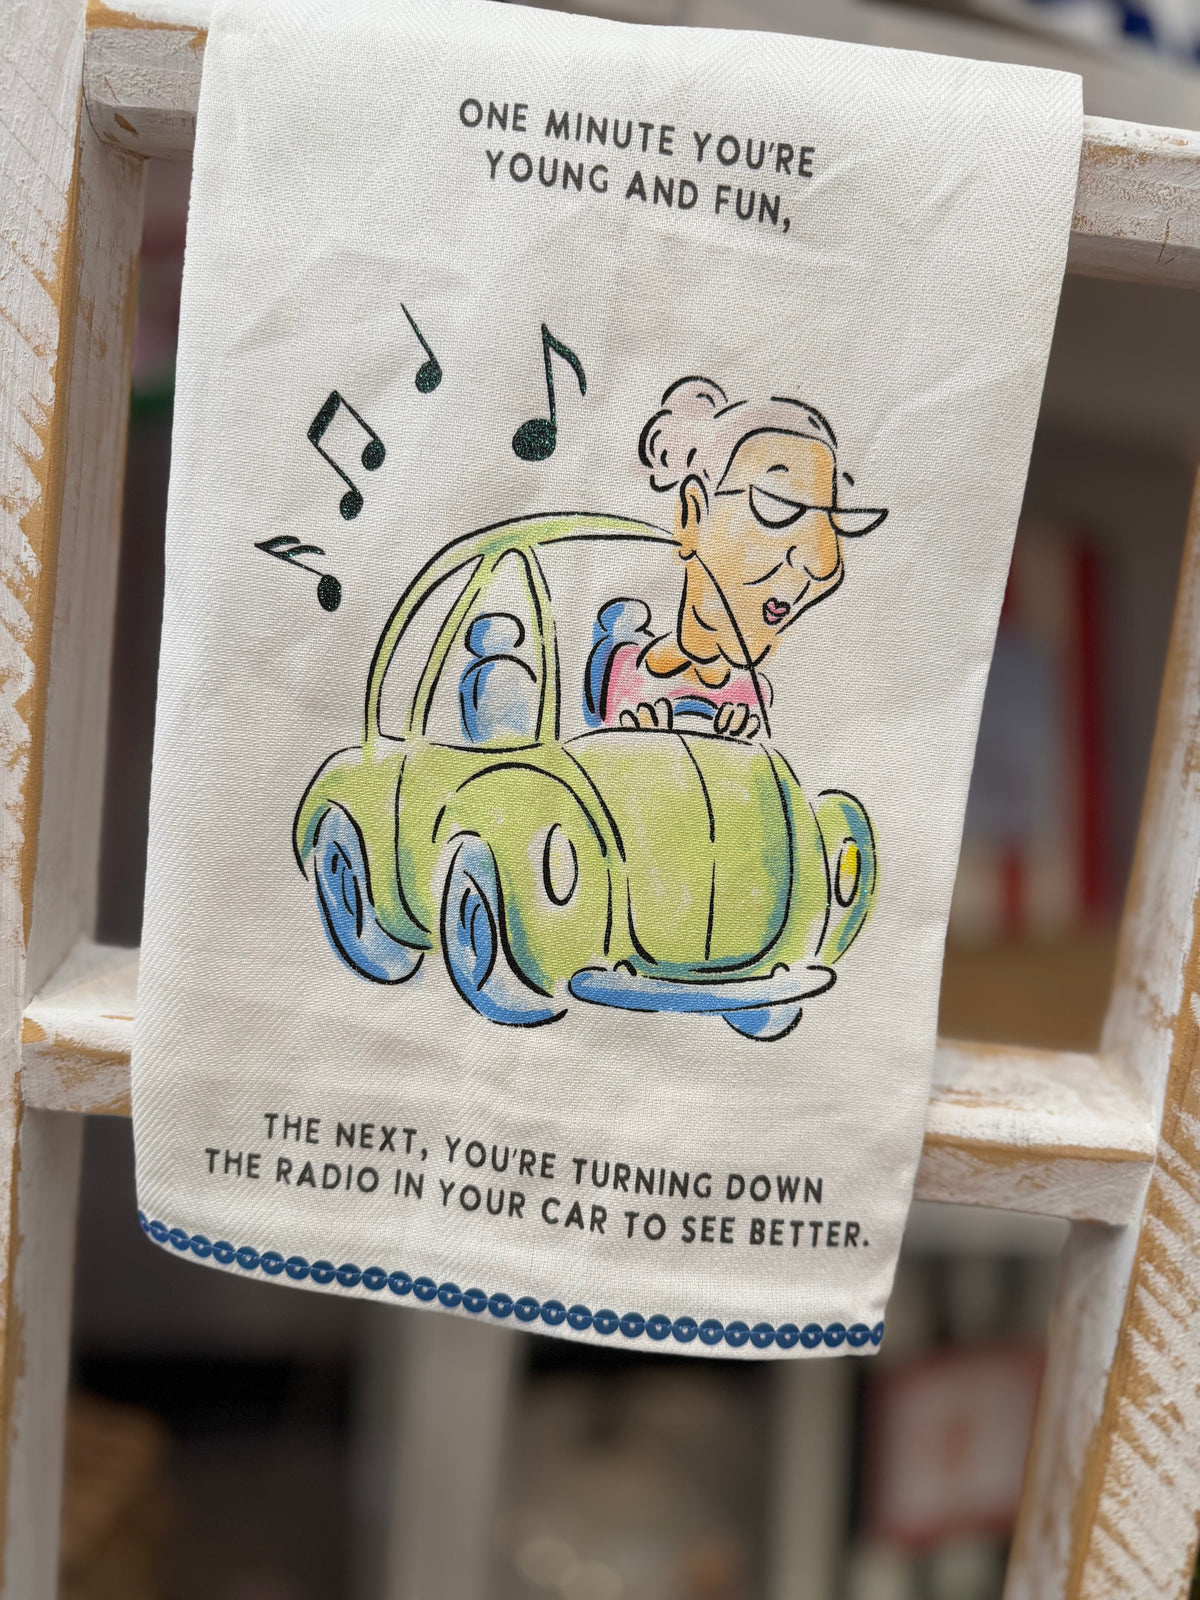 ONE MINUTE YOU'RE
YOUNG AND FUN,
THE NEXT, YOU'RE TURNING DOWN
THE RADIO IN YOUR CAR TO SEE BETTER.